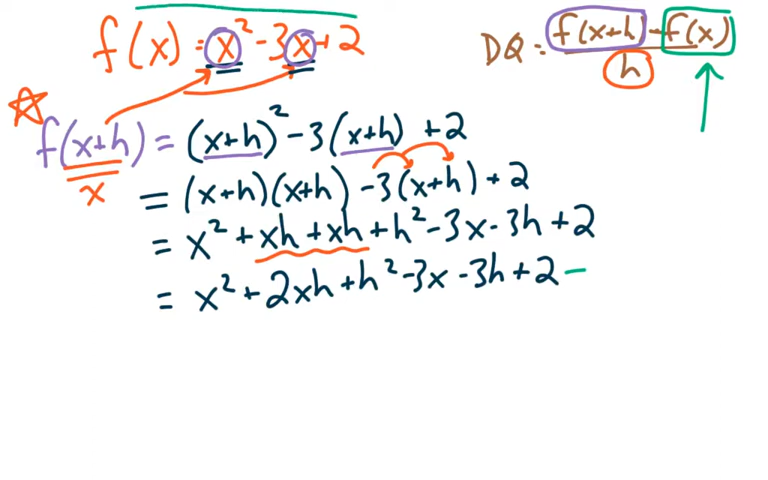 f(x) = x² - 3x + 2
DQ = f(x+h) - f(x)
h
f(x+h) = (x+h)² - 3(x+h) + 2
x
= (x+h)(x+h) - 3(x+h) + 2
= x² + xh + xh + h² - 3x - 3h + 2
= x² + 2xh + h² - 3x - 3h + 2 -